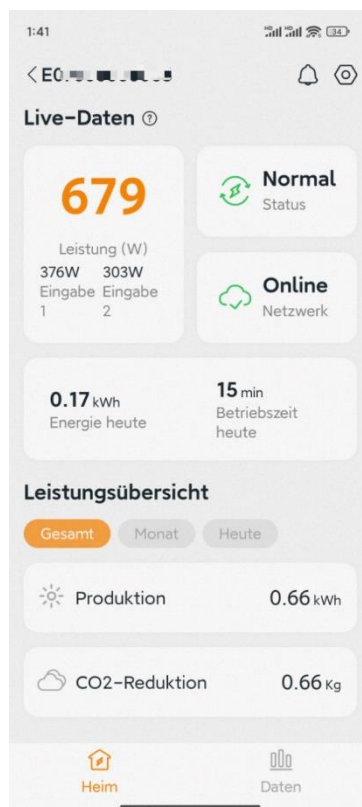 1:41
34
Live-Daten
679
Leistung (W)
376W 303W
Eingabe Eingabe
1 2
Normal
Status
Online
Netzwerk
0.17 kWh
Energie heute
15 min
Betriebszeit
heute
Leistungsübersicht
Gesamt Monat Heute
Produktion 0.66 kWh
CO2-Reduktion 0.66 Kg
Heim Daten